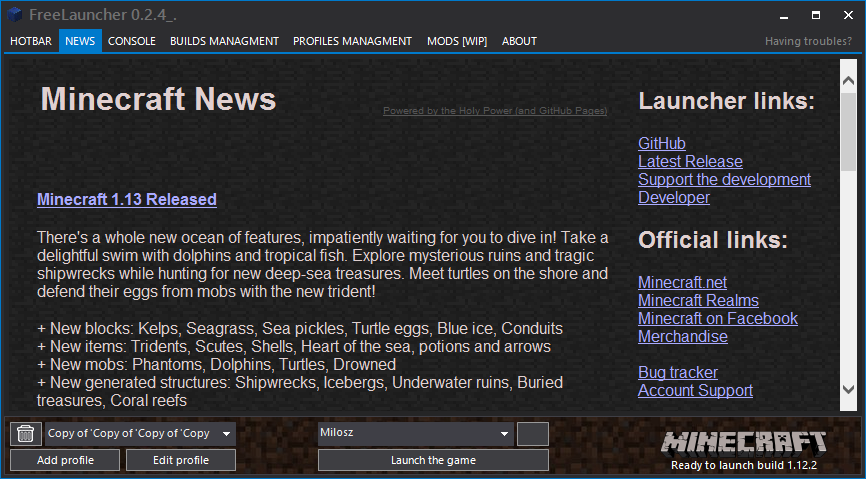 FreeLauncher 0.2.4_.
HOTBAR NEWS CONSOLE BUILDS MANAGMENT PROFILES MANAGMENT MODS [WIP] ABOUT Having troubles?
Minecraft News
Powered by the Holy Power (and GitHub Pages)
Minecraft 1.13 Released
There's a whole new ocean of features, impatiently waiting for you to dive in! Take a
delightful swim with dolphins and tropical fish. Explore mysterious ruins and tragic
shipwrecks while hunting for new deep-sea treasures. Meet turtles on the shore and
defend their eggs from mobs with the new trident!
+ New blocks: Kelps, Seagrass, Sea pickles, Turtle eggs, Blue ice, Conduits
+ New items: Tridents, Scutes, Shells, Heart of the sea, potions and arrows
+ New mobs: Phantoms, Dolphins, Turtles, Drowned
+ New generated structures: Shipwrecks, Icebergs, Underwater ruins, Buried
treasures, Coral reefs
Launcher links:
GitHub
Latest Release
Support the development
Developer
Official links:
Minecraft.net
Minecraft Realms
Minecraft on Facebook
Merchandise
Bug tracker
Account Support
Copy of 'Copy of 'Copy of 'Copy
Milosz
Add profile
Edit profile
Launch the game
MINECRAFT
Ready to launch build 1.12.2